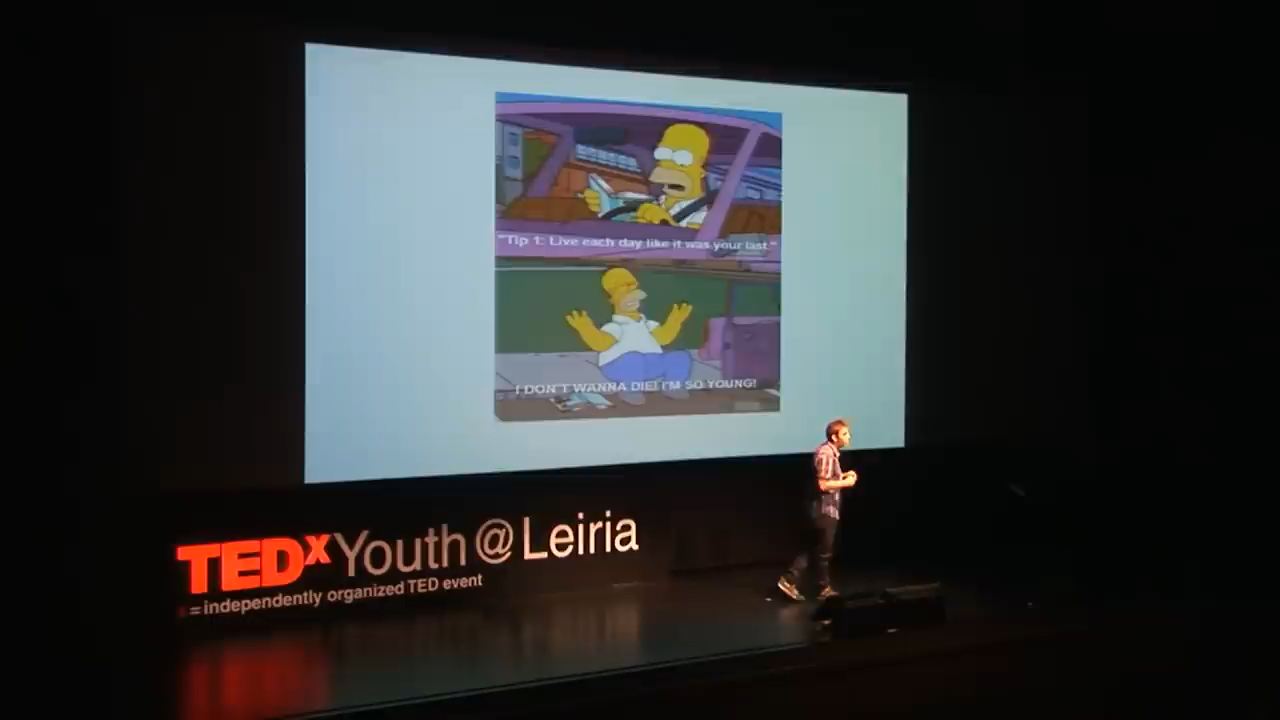 "Tip 1: Live each day like it was your last."
I DON'T WANNA DIE! I'M SO YOUNG!
TEDxYouth@Leiria
x = independently organized TED event